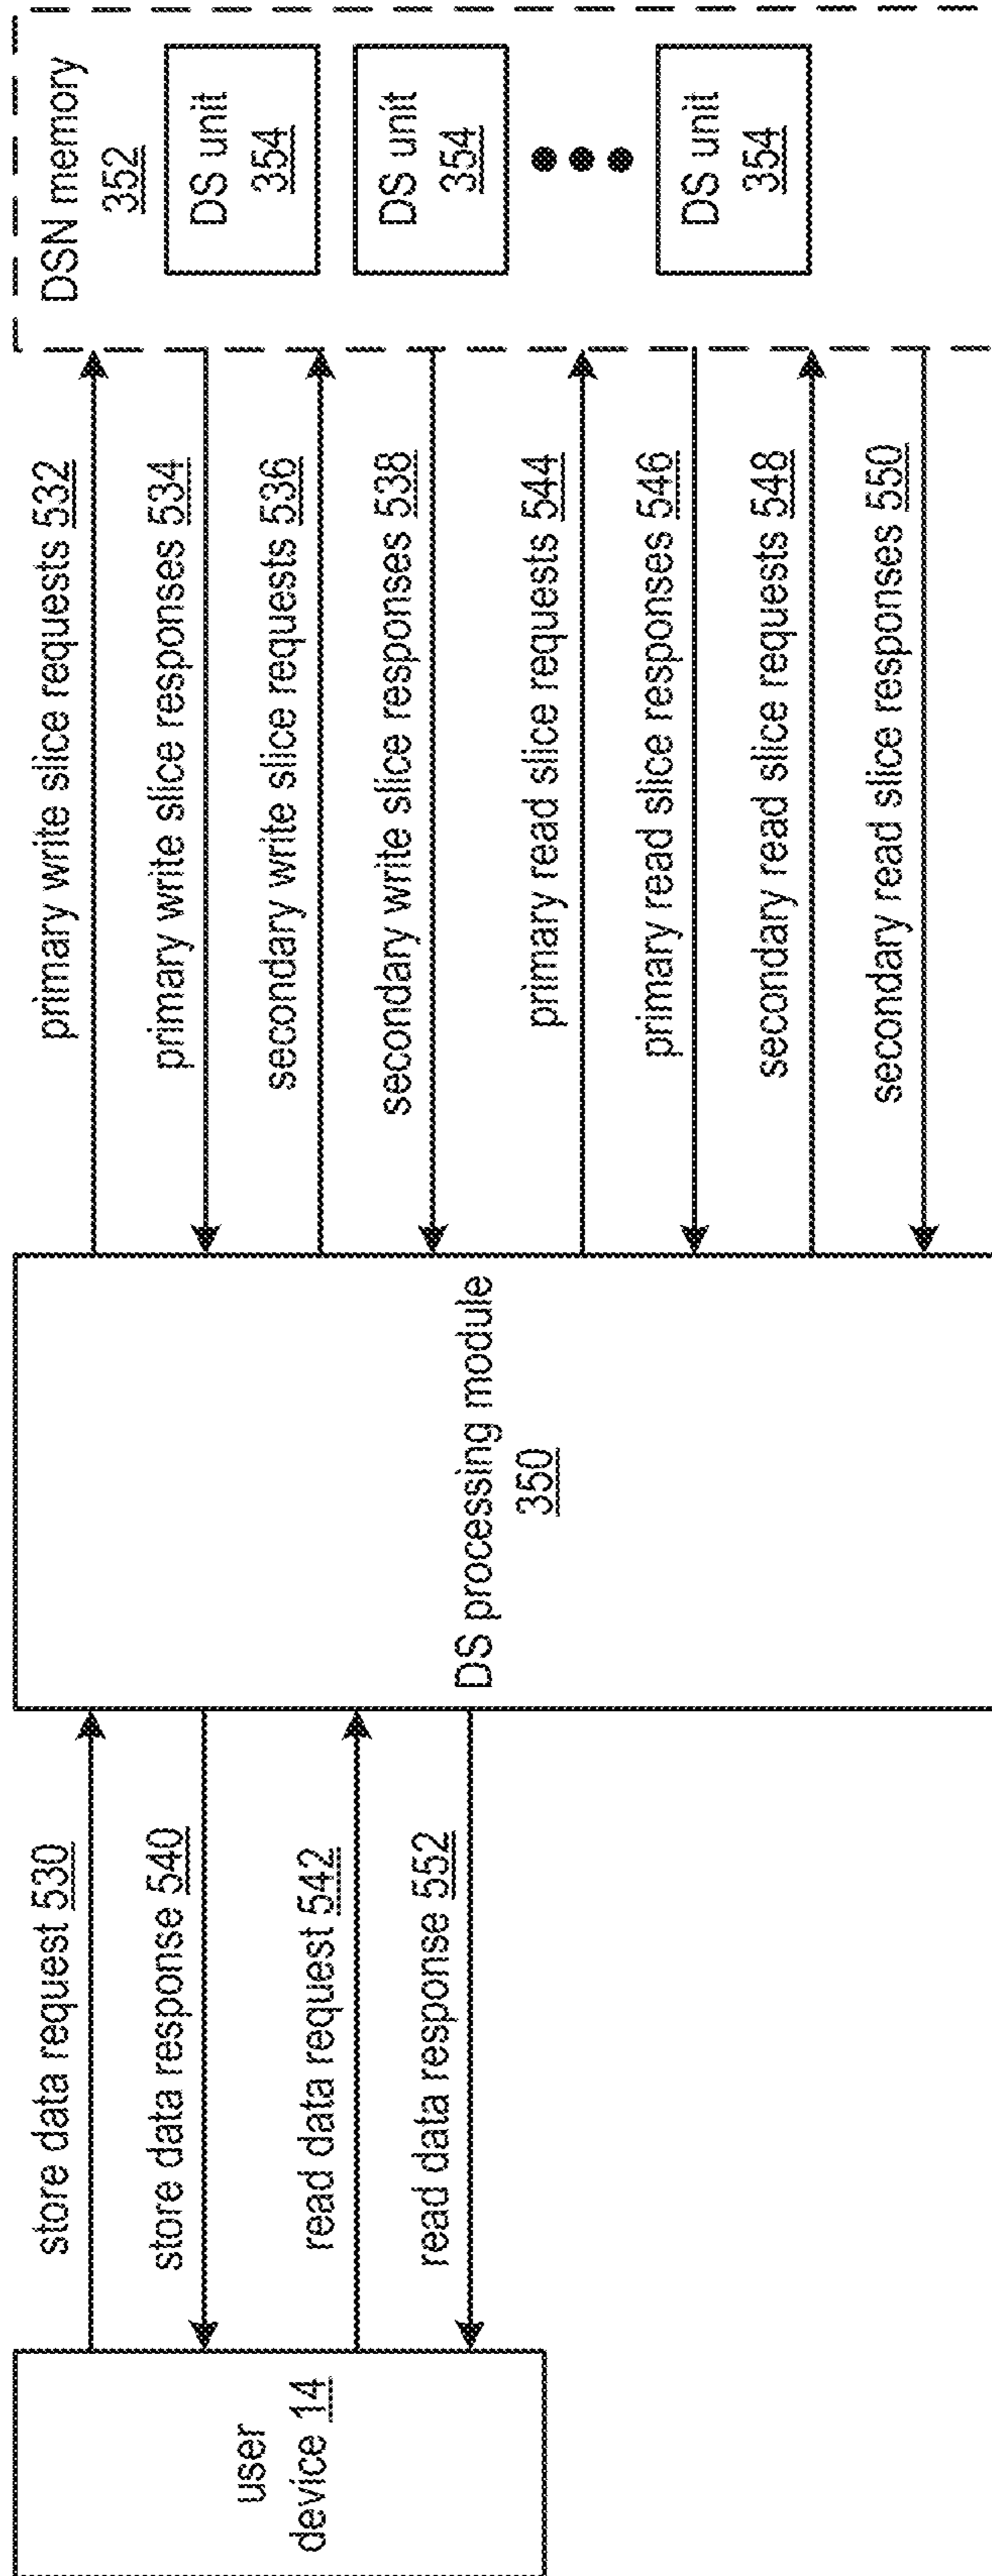 user
device 14
store data request 530
store data response 540
read data request 542
read data response 552
DS processing module
350
primary write slice requests 532
primary write slice responses 534
secondary write slice requests 536
secondary write slice responses 538
primary read slice requests 544
primary read slice responses 546
secondary read slice requests 548
secondary read slice responses 550
DSN memory
352
DS unit
354
DS unit
354
DS unit
354